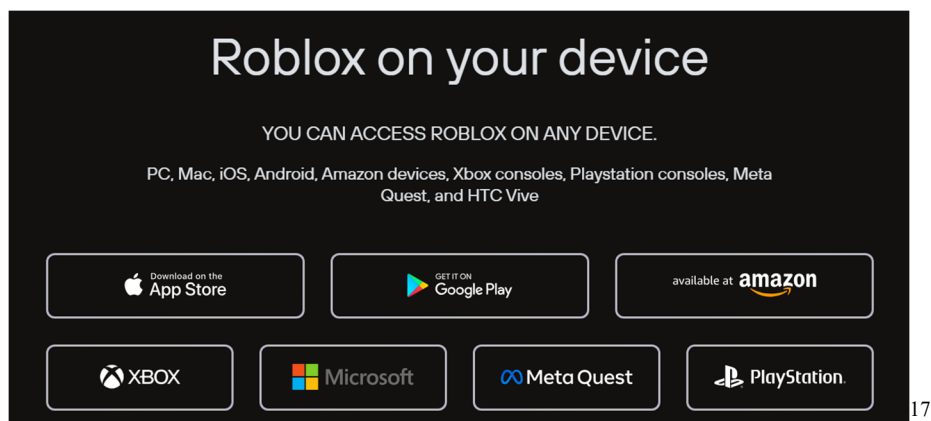 Roblox on your device
YOU CAN ACCESS ROBLOX ON ANY DEVICE.
PC, Mac, iOS, Android, Amazon devices, Xbox consoles, Playstation consoles, Meta
Quest, and HTC Vive
Download on the
App Store
GET IT ON
Google Play
available at amazon
XBOX
Microsoft
Meta Quest
PlayStation.
17